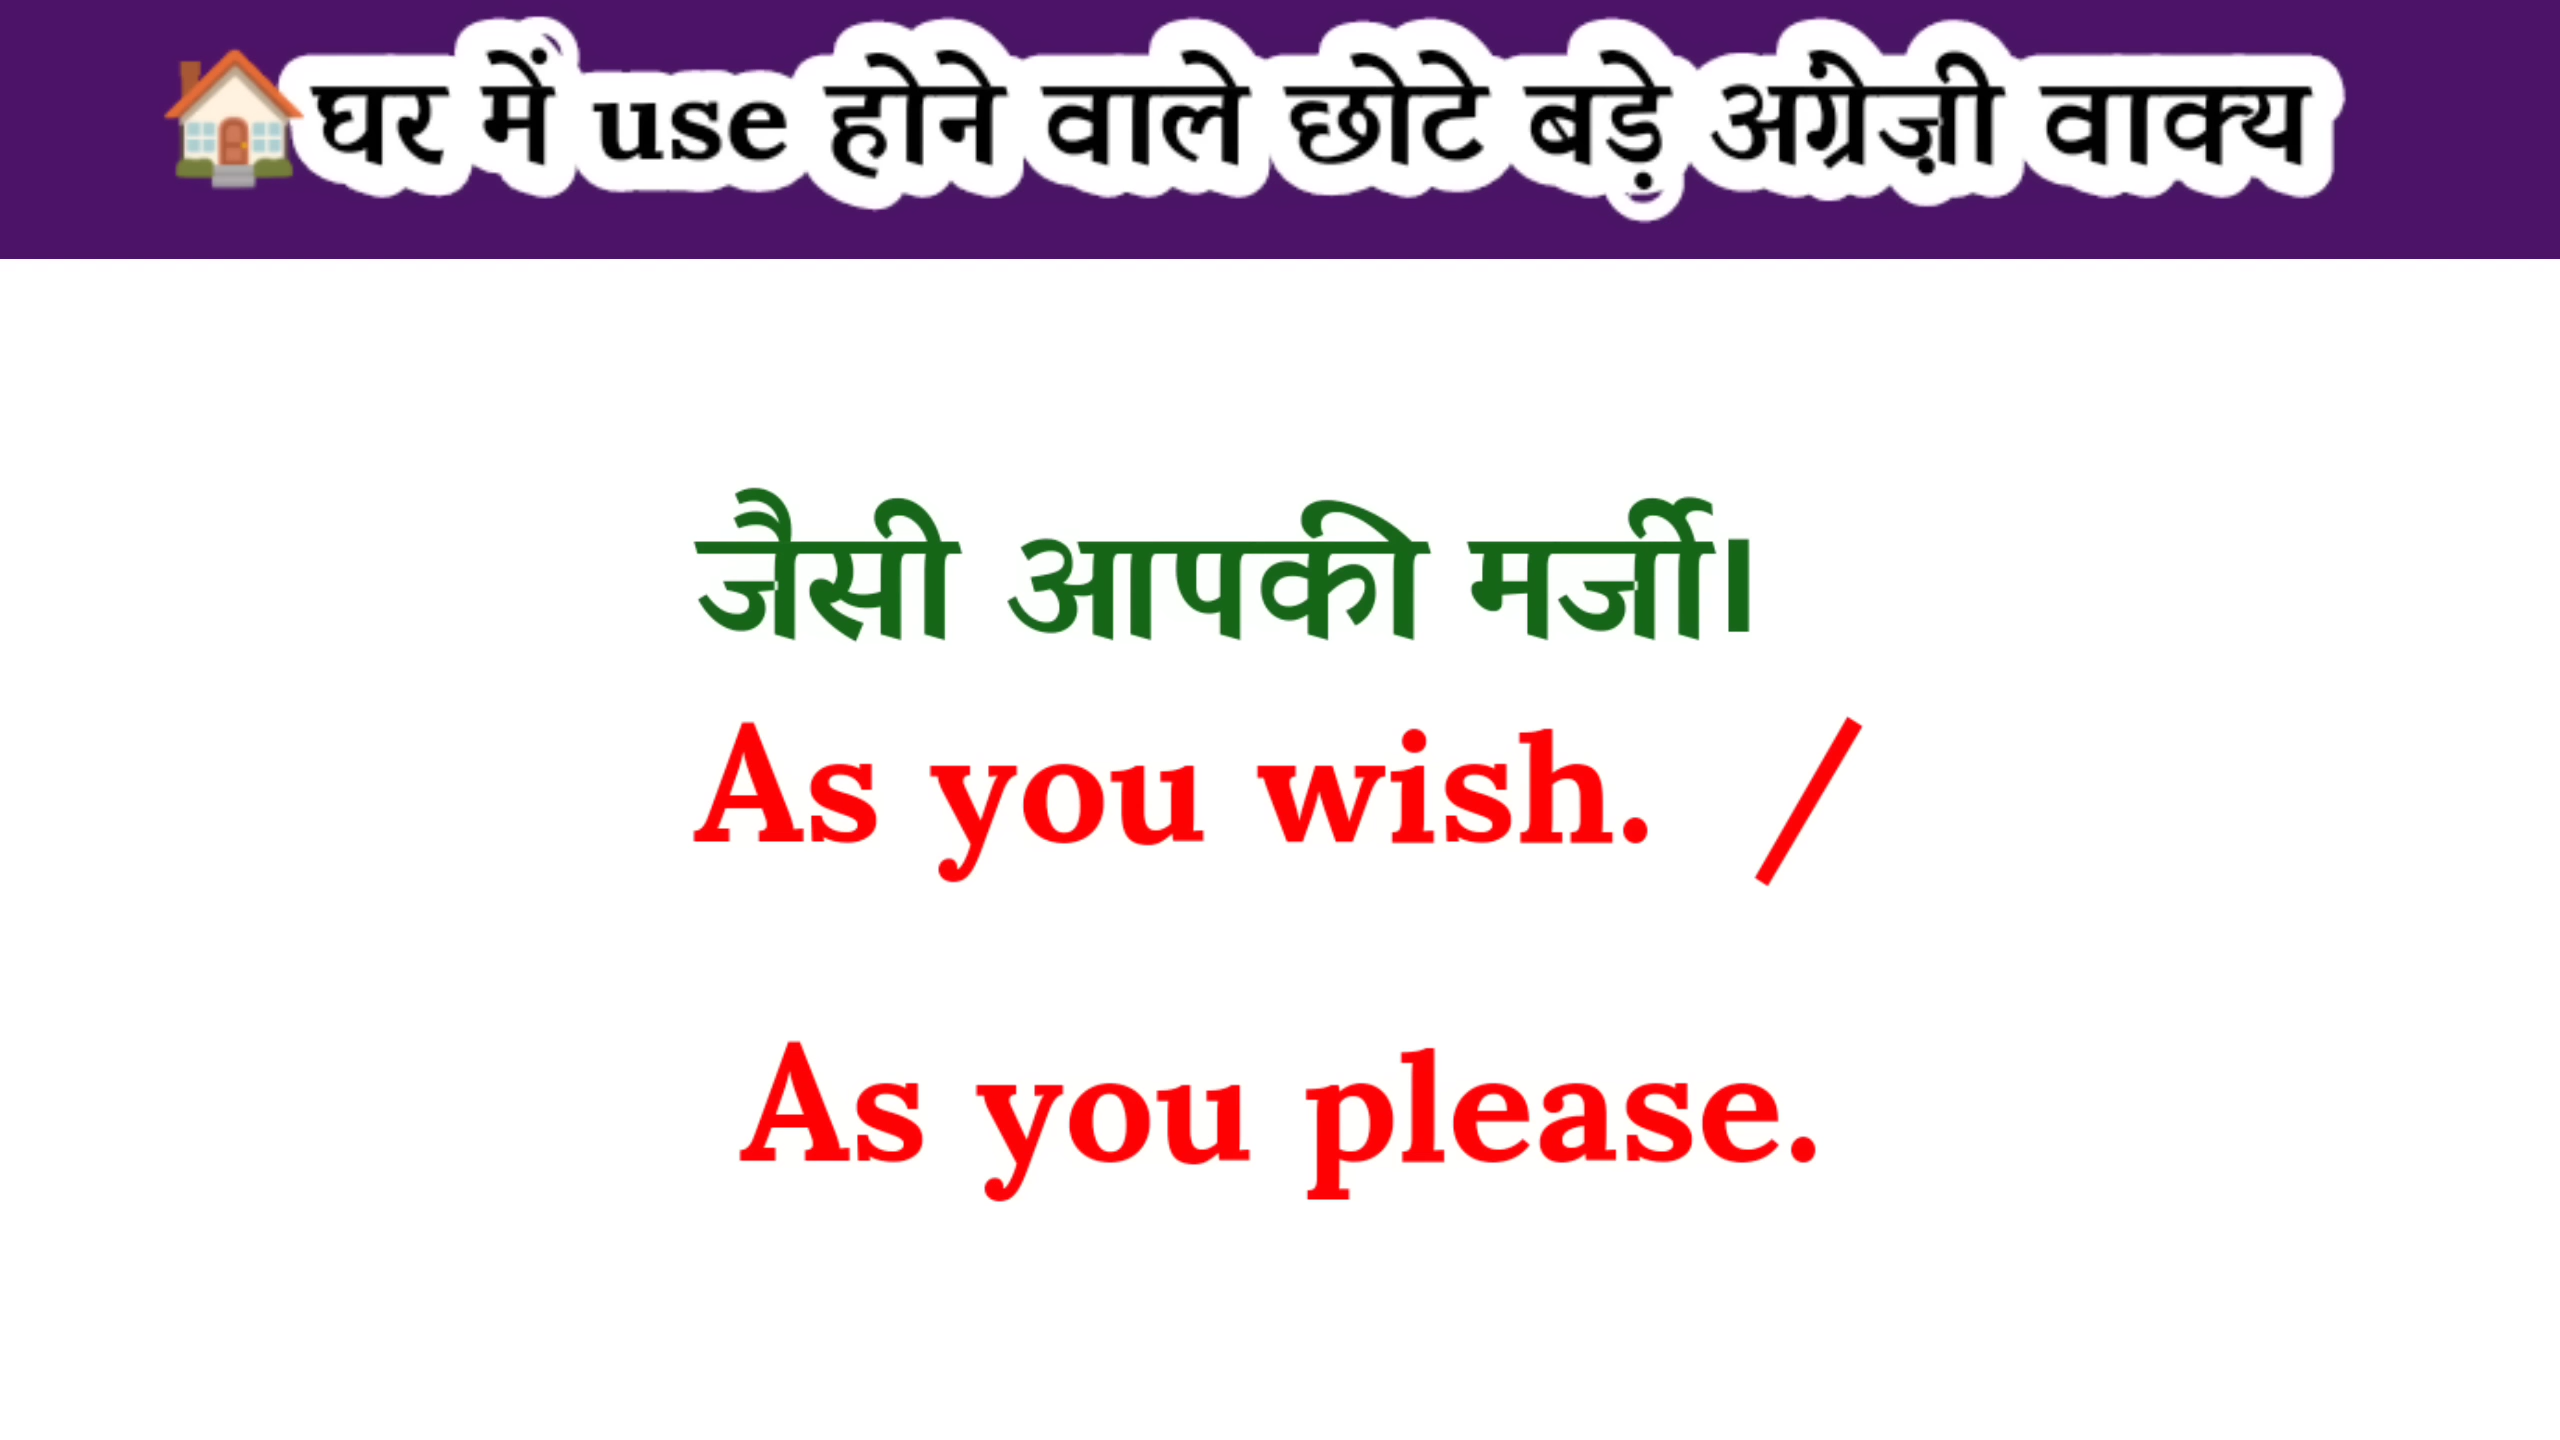 घर में use होने वाले छोटे बड़े अंग्रेज़ी वाक्य
जैसी आपकी मर्जी।
As you wish. /
As you please.